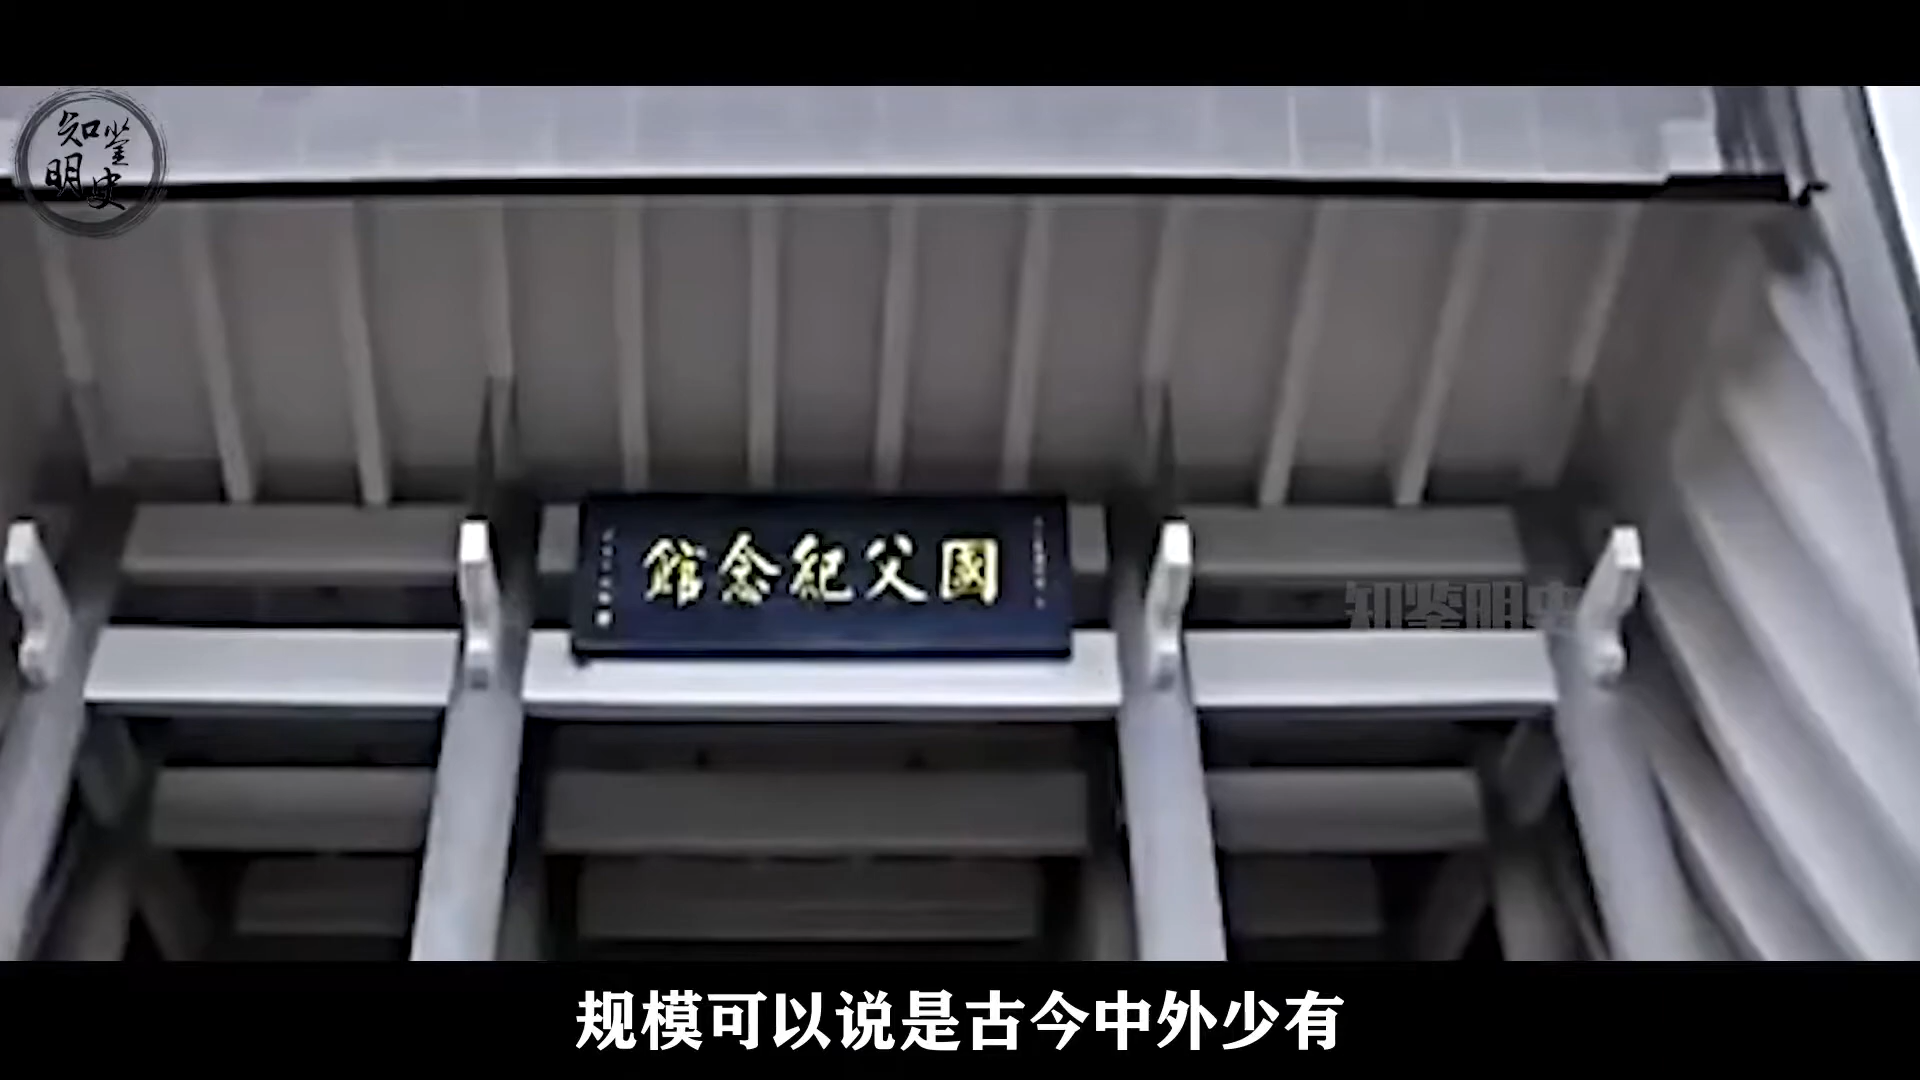 知鉴
明史
國父紀念館
知鉴明史
规模可以说是古今中外少有